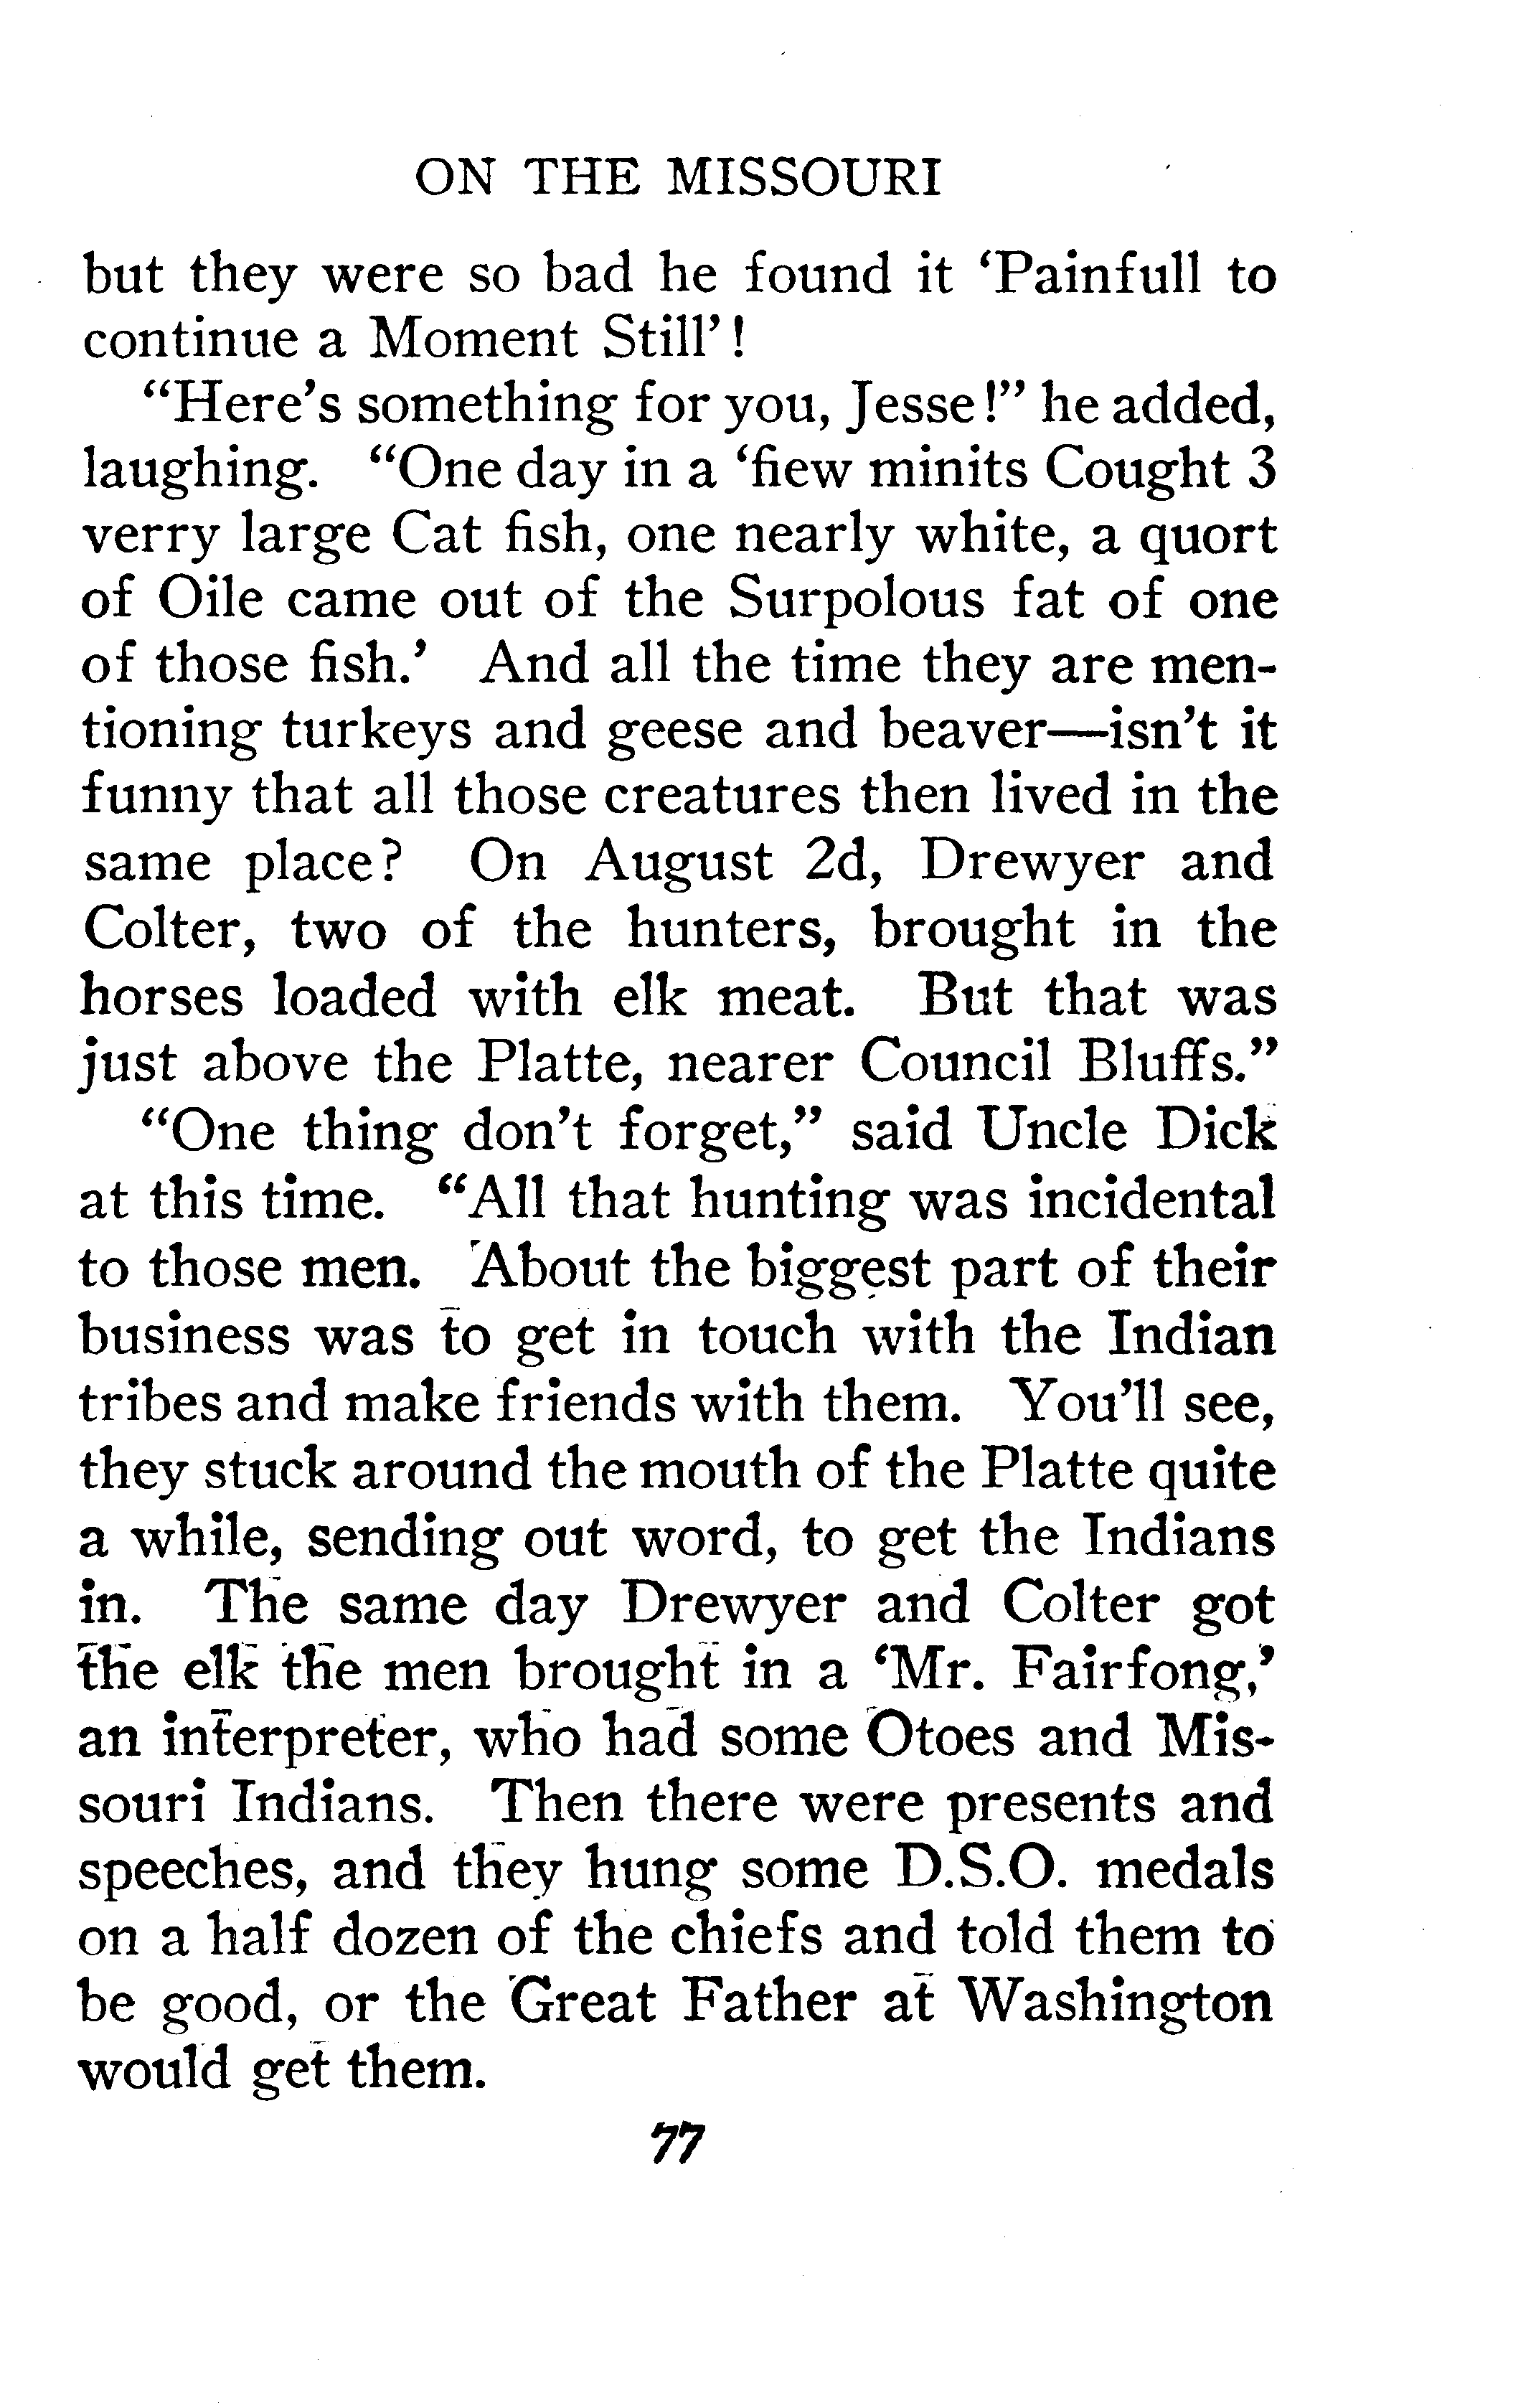 ON THE MISSOURI
but they were so bad he found it ‘Painfull to
continue a Moment Still’!
“Here’s something for you, Jesse!” he added,
laughing. “One day in a ‘fiew minits Cought 3
verry large Cat fish, one nearly white, a quort
of Oile came out of the Surpolous fat of one
of those fish.’ And all the time they are men-
tioning turkeys and geese and beaver—isn’t it
funny that all those creatures then lived in the
same place? On August 2d, Drewyer and
Colter, two of the hunters, brought in the
horses loaded with elk meat. But that was
just above the Platte, nearer Council Bluffs.”
“One thing don’t forget,” said Uncle Dick
at this time. “All that hunting was incidental
to those men. About the biggest part of their
business was to get in touch with the Indian
tribes and make friends with them. You’ll see,
they stuck around the mouth of the Platte quite
a while, sending out word, to get the Indians
in. The same day Drewyer and Colter got
the elk the men brought in a ‘Mr. Fairfong,’
an interpreter, who had some Otoes and Mis-
souri Indians. Then there were presents and
speeches, and they hung some D.S.O. medals
on a half dozen of the chiefs and told them to
be good, or the Great Father at Washington
would get them.
77